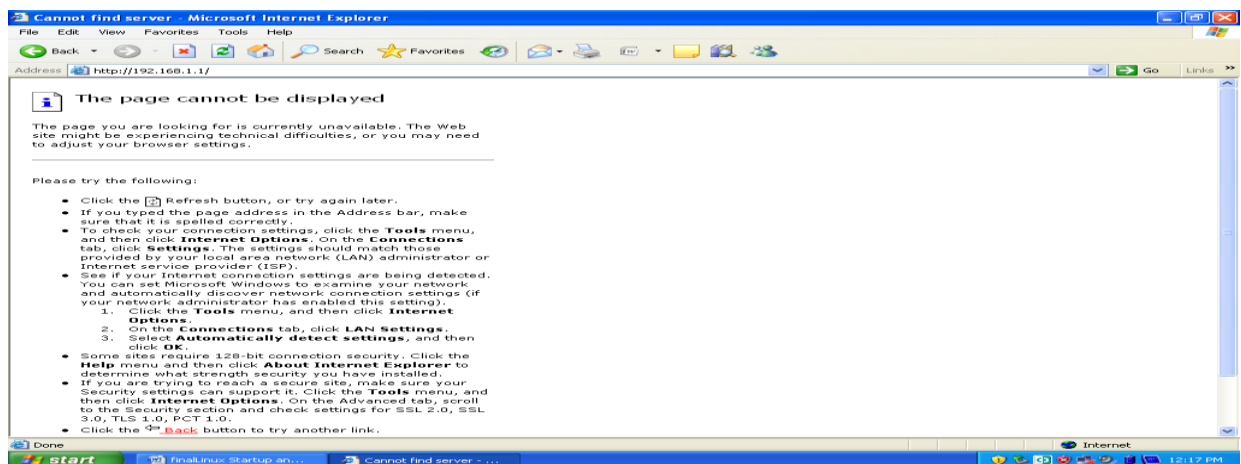 Cannot find server - Microsoft Internet Explorer
File Edit View Favorites Tools Help
Back Search Favorites
Address http://192.168.1.1/ Go Links »
The page cannot be displayed
The page you are looking for is currently unavailable. The Web
site might be experiencing technical difficulties, or you may need
to adjust your browser settings.
Please try the following:
• Click the Refresh button, or try again later.
• If you typed the page address in the Address bar, make
sure that it is spelled correctly.
• To check your connection settings, click the Tools menu,
and then click Internet Options. On the Connections
tab, click Settings. The settings should match those
provided by your local area network (LAN) administrator or
Internet service provider (ISP).
• See if your Internet connection settings are being detected.
You can set Microsoft Windows to examine your network
and automatically discover network connection settings (if
your network administrator has enabled this setting).
1. Click the Tools menu, and then click Internet
Options.
2. On the Connections tab, click LAN Settings.
3. Select Automatically detect settings, and then
click OK.
• Some sites require 128-bit connection security. Click the
Help menu and then click About Internet Explorer to
determine what strength security you have installed.
• If you are trying to reach a secure site, make sure your
Security settings can support it. Click the Tools menu, and
then click Internet Options. On the Advanced tab, scroll
to the Security section and check settings for SSL 2.0, SSL
3.0, TLS 1.0, PCT 1.0.
• Click the Back button to try another link.
Done Internet
start finalLinux Startup an... Cannot find server - ... 12:17 PM